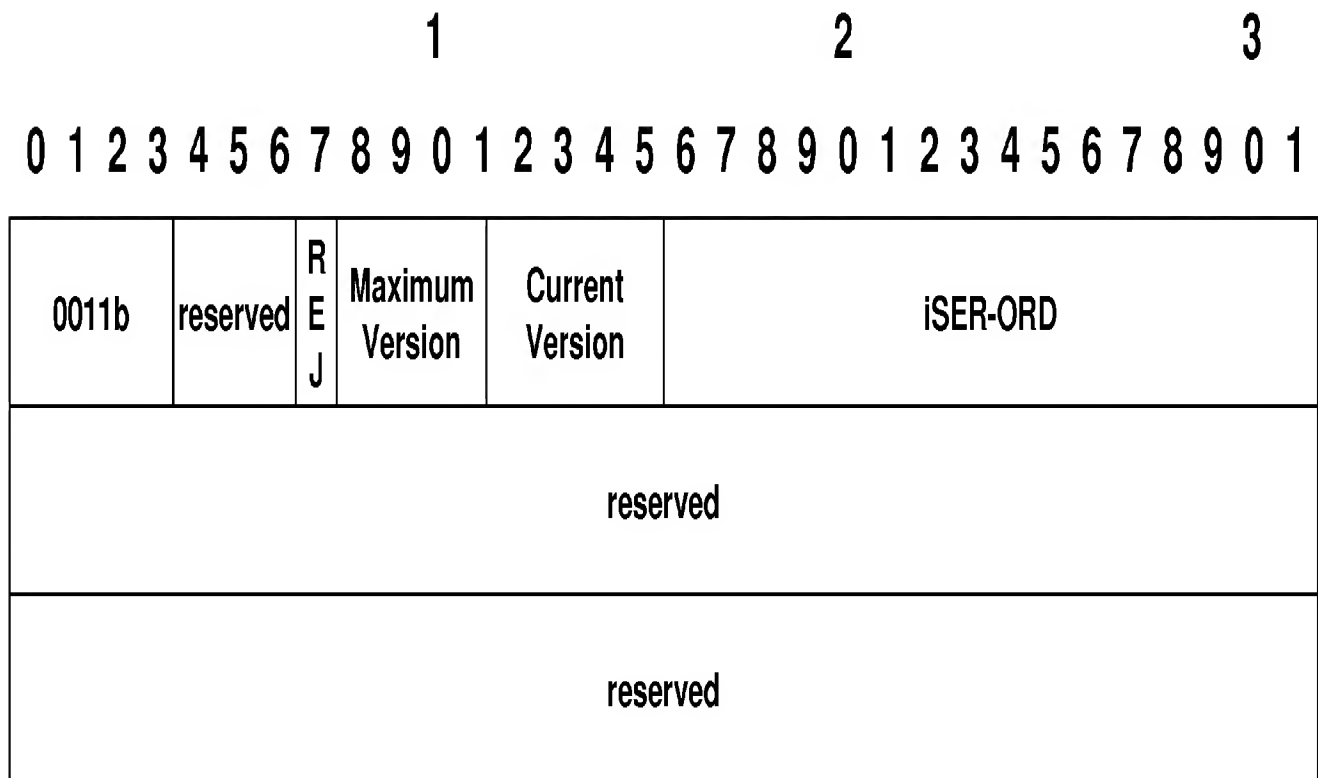 1 2 3
0 1 2 3 4 5 6 7 8 9 0 1 2 3 4 5 6 7 8 9 0 1 2 3 4 5 6 7 8 9 0 1
0011b
reserved
R
E
J
Maximum
Version
Current
Version
iSER-ORD
reserved
reserved